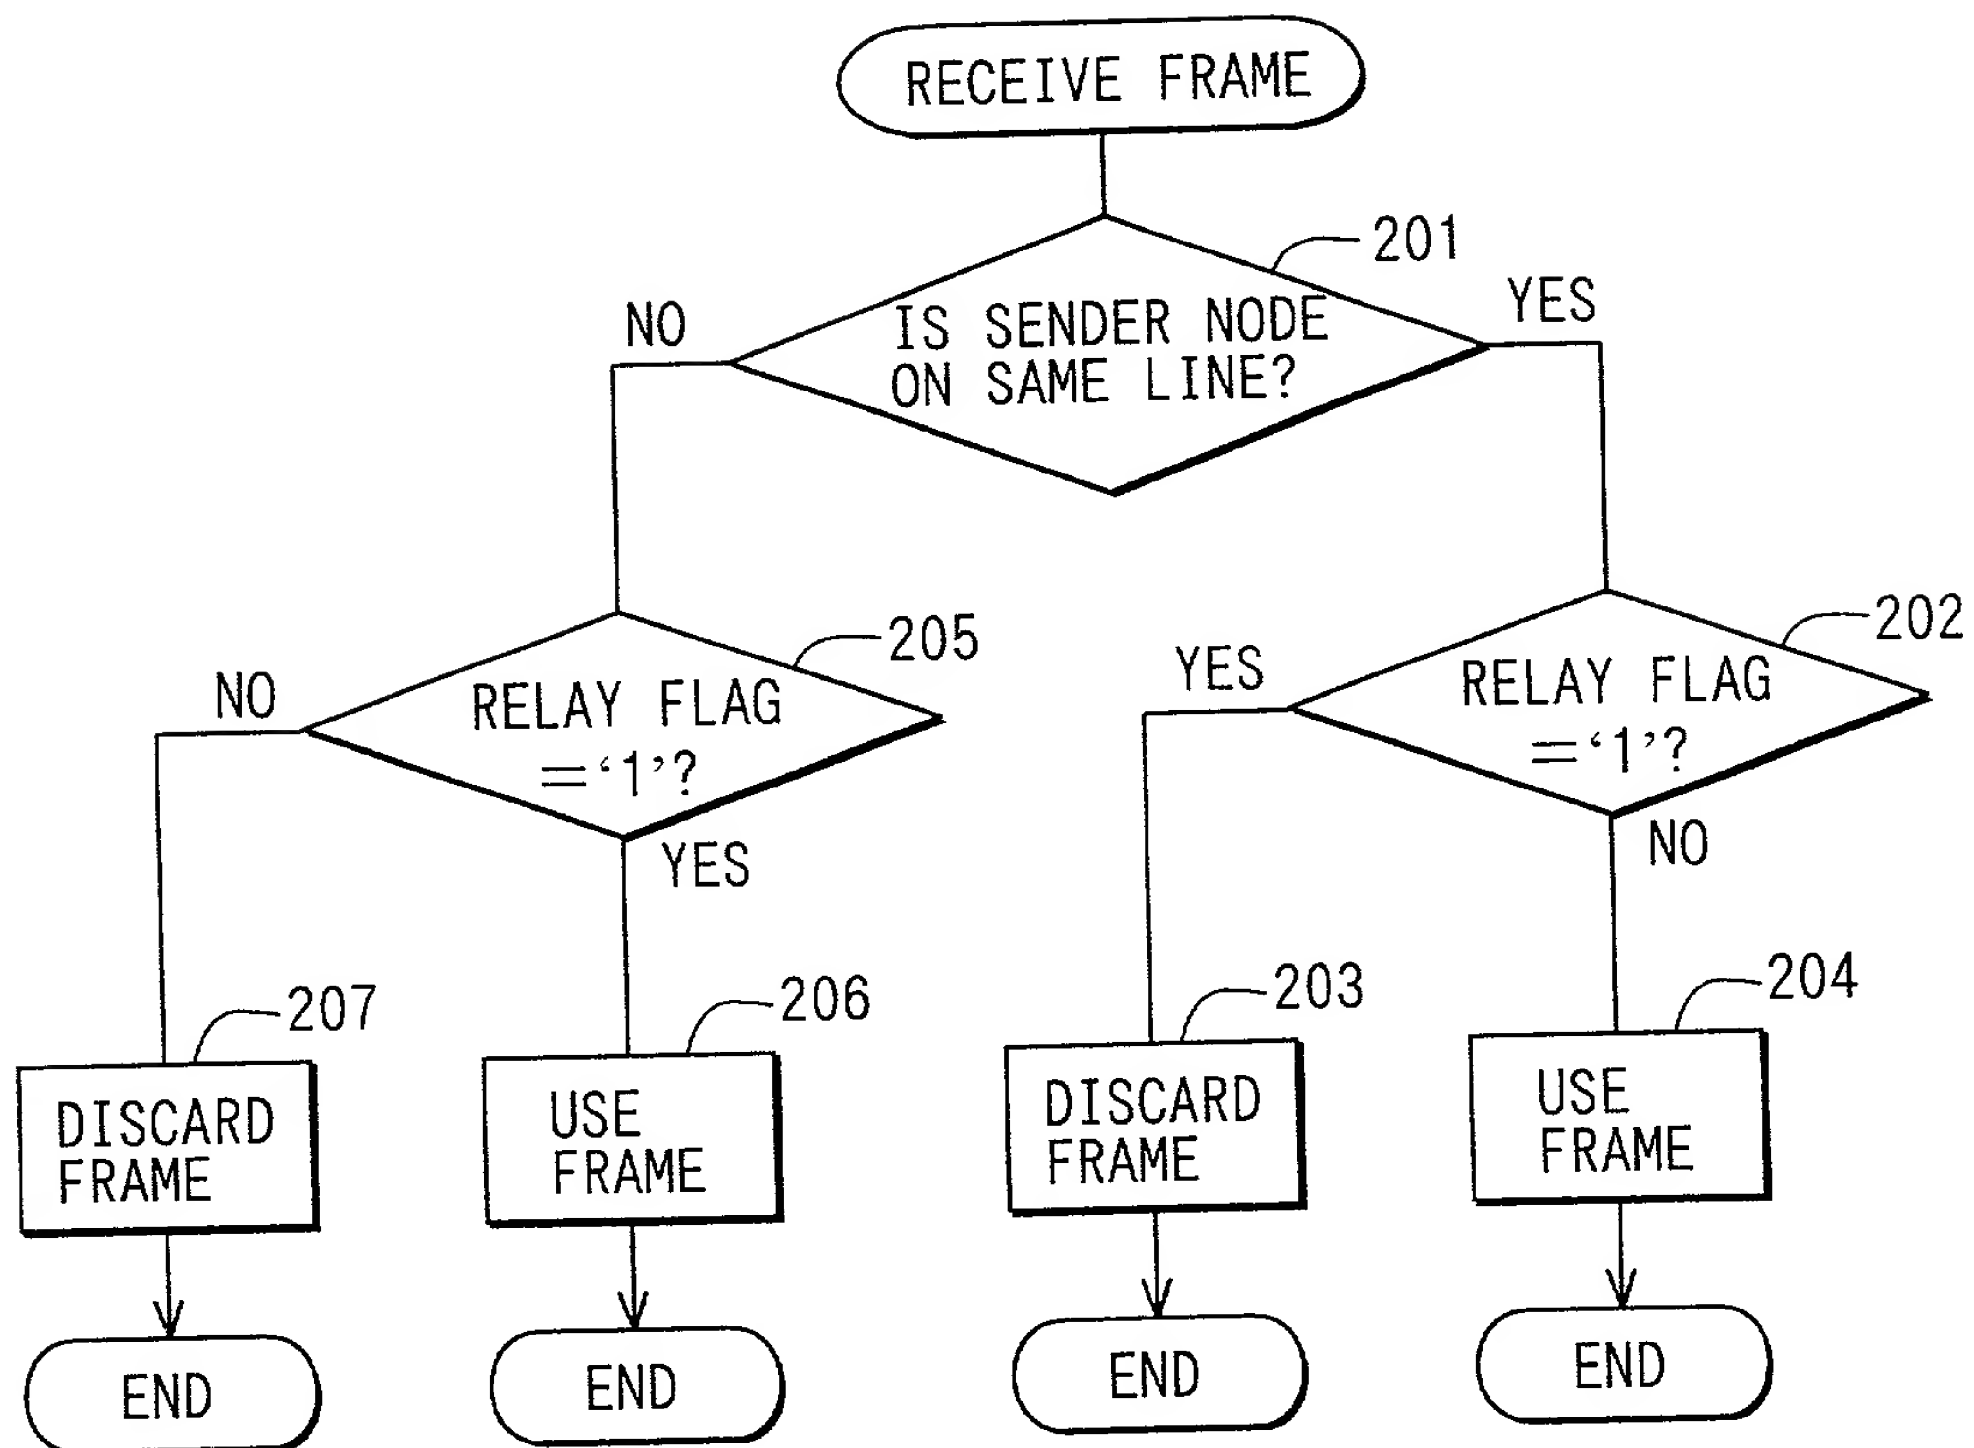 RECEIVE FRAME
201
IS SENDER NODE
ON SAME LINE?
NO
YES
205
RELAY FLAG
=‘1’?
NO
YES
202
RELAY FLAG
=‘1’?
YES
NO
207
DISCARD
FRAME
206
USE
FRAME
203
DISCARD
FRAME
204
USE
FRAME
END
END
END
END